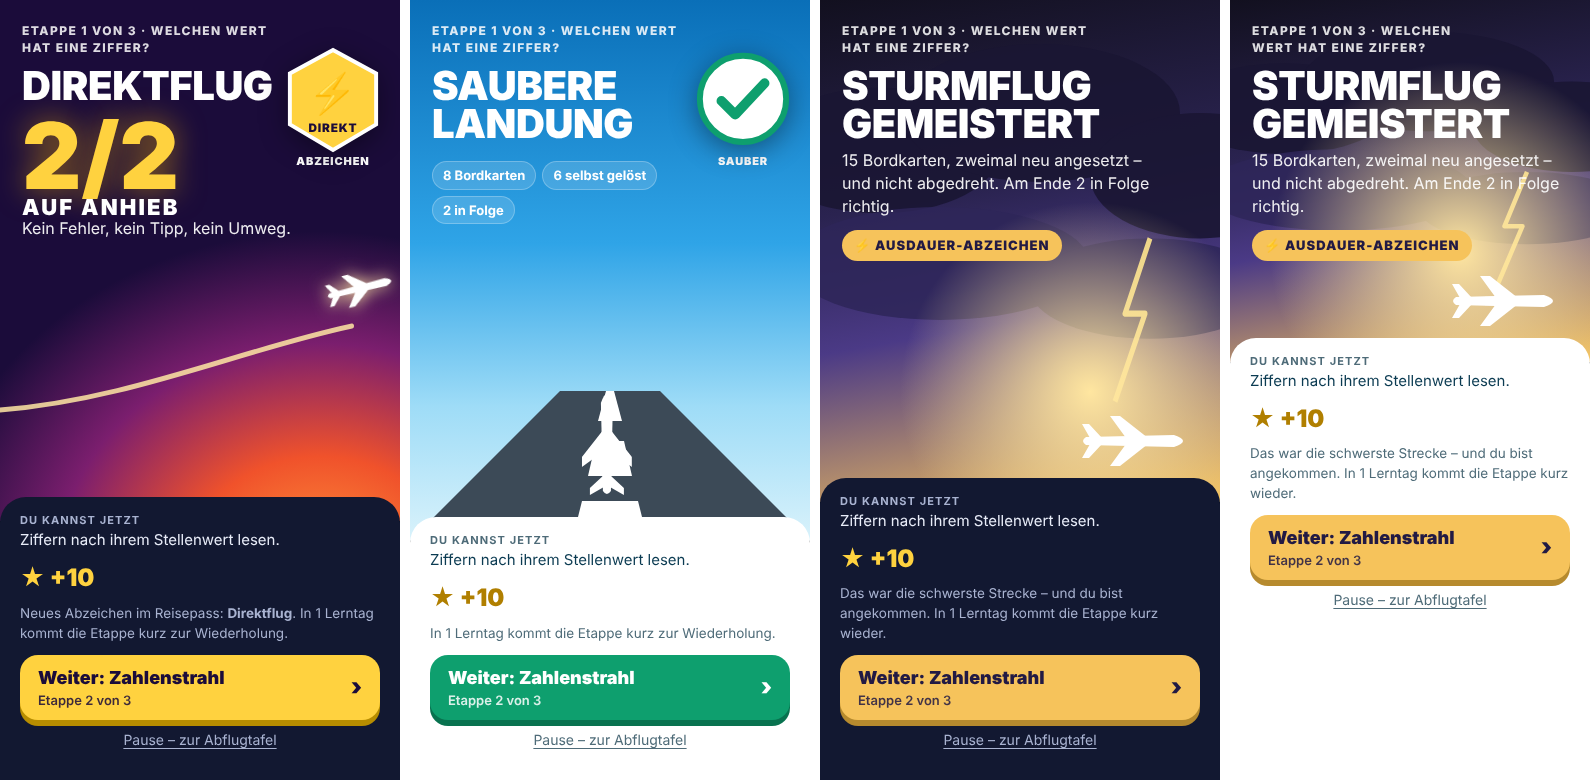 ETAPPE 1 VON 3 · WELCHEN WERT
HAT EINE ZIFFER?
DIREKTFLUG
DIREKT
ABZEICHEN
2/2
AUF ANHIEB
Kein Fehler, kein Tipp, kein Umweg.
DU KANNST JETZT
Ziffern nach ihrem Stellenwert lesen.
★ +10
Neues Abzeichen im Reisepass: Direktflug. In 1 Lerntag
kommt die Etappe kurz zur Wiederholung.
Weiter: Zahlenstrahl ›
Etappe 2 von 3
Pause – zur Abflugtafel
ETAPPE 1 VON 3 · WELCHEN WERT
HAT EINE ZIFFER?
SAUBERE
LANDUNG
SAUBER
8 Bordkarten
6 selbst gelöst
2 in Folge
DU KANNST JETZT
Ziffern nach ihrem Stellenwert lesen.
★ +10
In 1 Lerntag kommt die Etappe kurz zur Wiederholung.
Weiter: Zahlenstrahl ›
Etappe 2 von 3
Pause – zur Abflugtafel
ETAPPE 1 VON 3 · WELCHEN WERT
HAT EINE ZIFFER?
STURMFLUG
GEMEISTERT
15 Bordkarten, zweimal neu angesetzt –
und nicht abgedreht. Am Ende 2 in Folge
richtig.
⚡ AUSDAUER-ABZEICHEN
DU KANNST JETZT
Ziffern nach ihrem Stellenwert lesen.
★ +10
Das war die schwerste Strecke – und du bist
angekommen. In 1 Lerntag kommt die Etappe kurz
wieder.
Weiter: Zahlenstrahl ›
Etappe 2 von 3
Pause – zur Abflugtafel
ETAPPE 1 VON 3 · WELCHEN
WERT HAT EINE ZIFFER?
STURMFLUG
GEMEISTERT
15 Bordkarten, zweimal neu angesetzt –
und nicht abgedreht. Am Ende 2 in Folge
richtig.
⚡ AUSDAUER-ABZEICHEN
DU KANNST JETZT
Ziffern nach ihrem Stellenwert lesen.
★ +10
Das war die schwerste Strecke – und du bist
angekommen. In 1 Lerntag kommt die Etappe kurz
wieder.
Weiter: Zahlenstrahl ›
Etappe 2 von 3
Pause – zur Abflugtafel